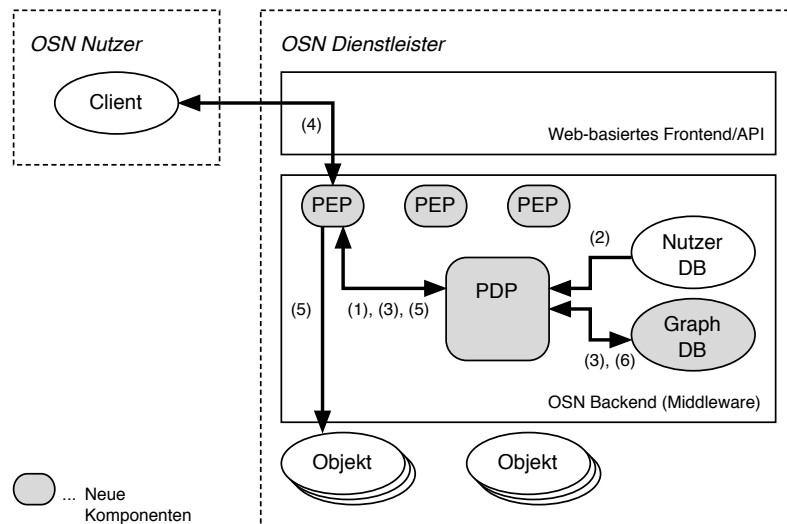 OSN Nutzer
OSN Dienstleister
Client
(4)
Web-basiertes Frontend/API
PEP
PEP
PEP
(2)
Nutzer
DB
PDP
(5)
(1), (3), (5)
Graph
DB
(3), (6)
OSN Backend (Middleware)
Objekt
Objekt
... Neue
Komponenten